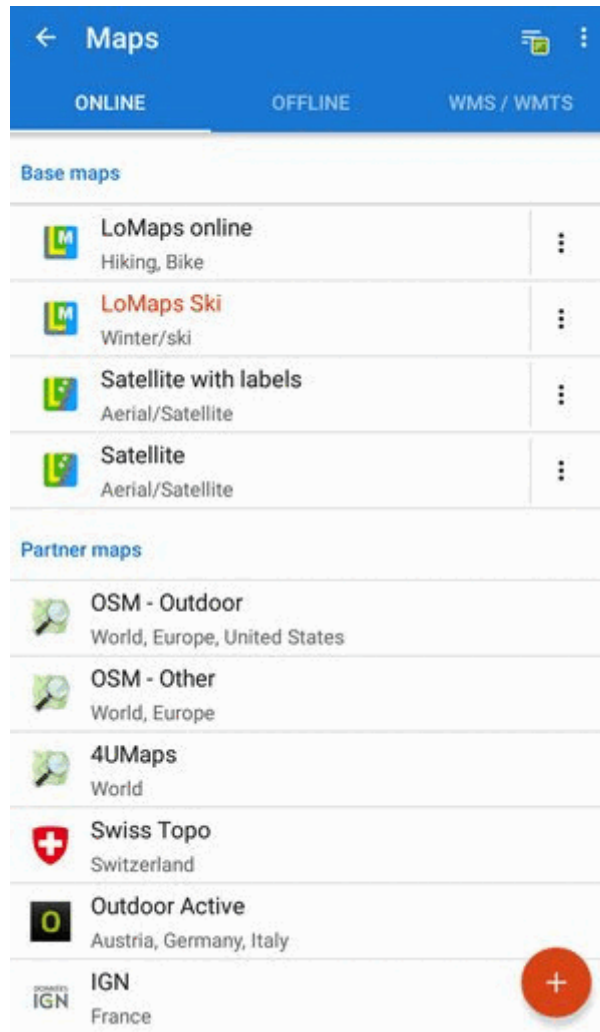 Maps
ONLINE OFFLINE WMS / WMTS
Base maps
LoMaps online
Hiking, Bike
LoMaps Ski
Winter/ski
Satellite with labels
Aerial/Satellite
Satellite
Aerial/Satellite
Partner maps
OSM - Outdoor
World, Europe, United States
OSM - Other
World, Europe
4UMaps
World
Swiss Topo
Switzerland
Outdoor Active
Austria, Germany, Italy
IGN
IGN
France